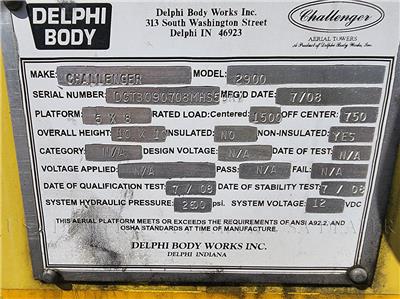 DELPHI
BODY
Delphi Body Works Inc.
313 South Washington Street
Delphi IN 46923
Challenger
AERIAL TOWERS
A Product of Delphi Body Works, Inc.
MAKE: CHALLENGER MODEL: 2900
SERIAL NUMBER: MFG'D DATE: 7/08
PLATFORM: 5 X 8 RATED LOAD: Centered: 1500 OFF CENTER: 750
OVERALL HEIGHT: INSULATED: NO NON-INSULATED: YES
CATEGORY: N/A DESIGN VOLTAGE: N/A DATE OF TEST: N/A
VOLTAGE APPLIED: N/A PASS: N/A FAIL: N/A
DATE OF QUALIFICATION TEST: 7/08 DATE OF STABILITY TEST: 7/08
SYSTEM HYDRAULIC PRESSURE: psi. SYSTEM VOLTAGE: 12 VDC
THIS AERIAL PLATFORM MEETS OR EXCEEDS THE REQUIREMENTS OF ANSI A92.2, AND
OSHA STANDARDS AT TIME OF MANUFACTURE.
DELPHI BODY WORKS INC.
DELPHI INDIANA